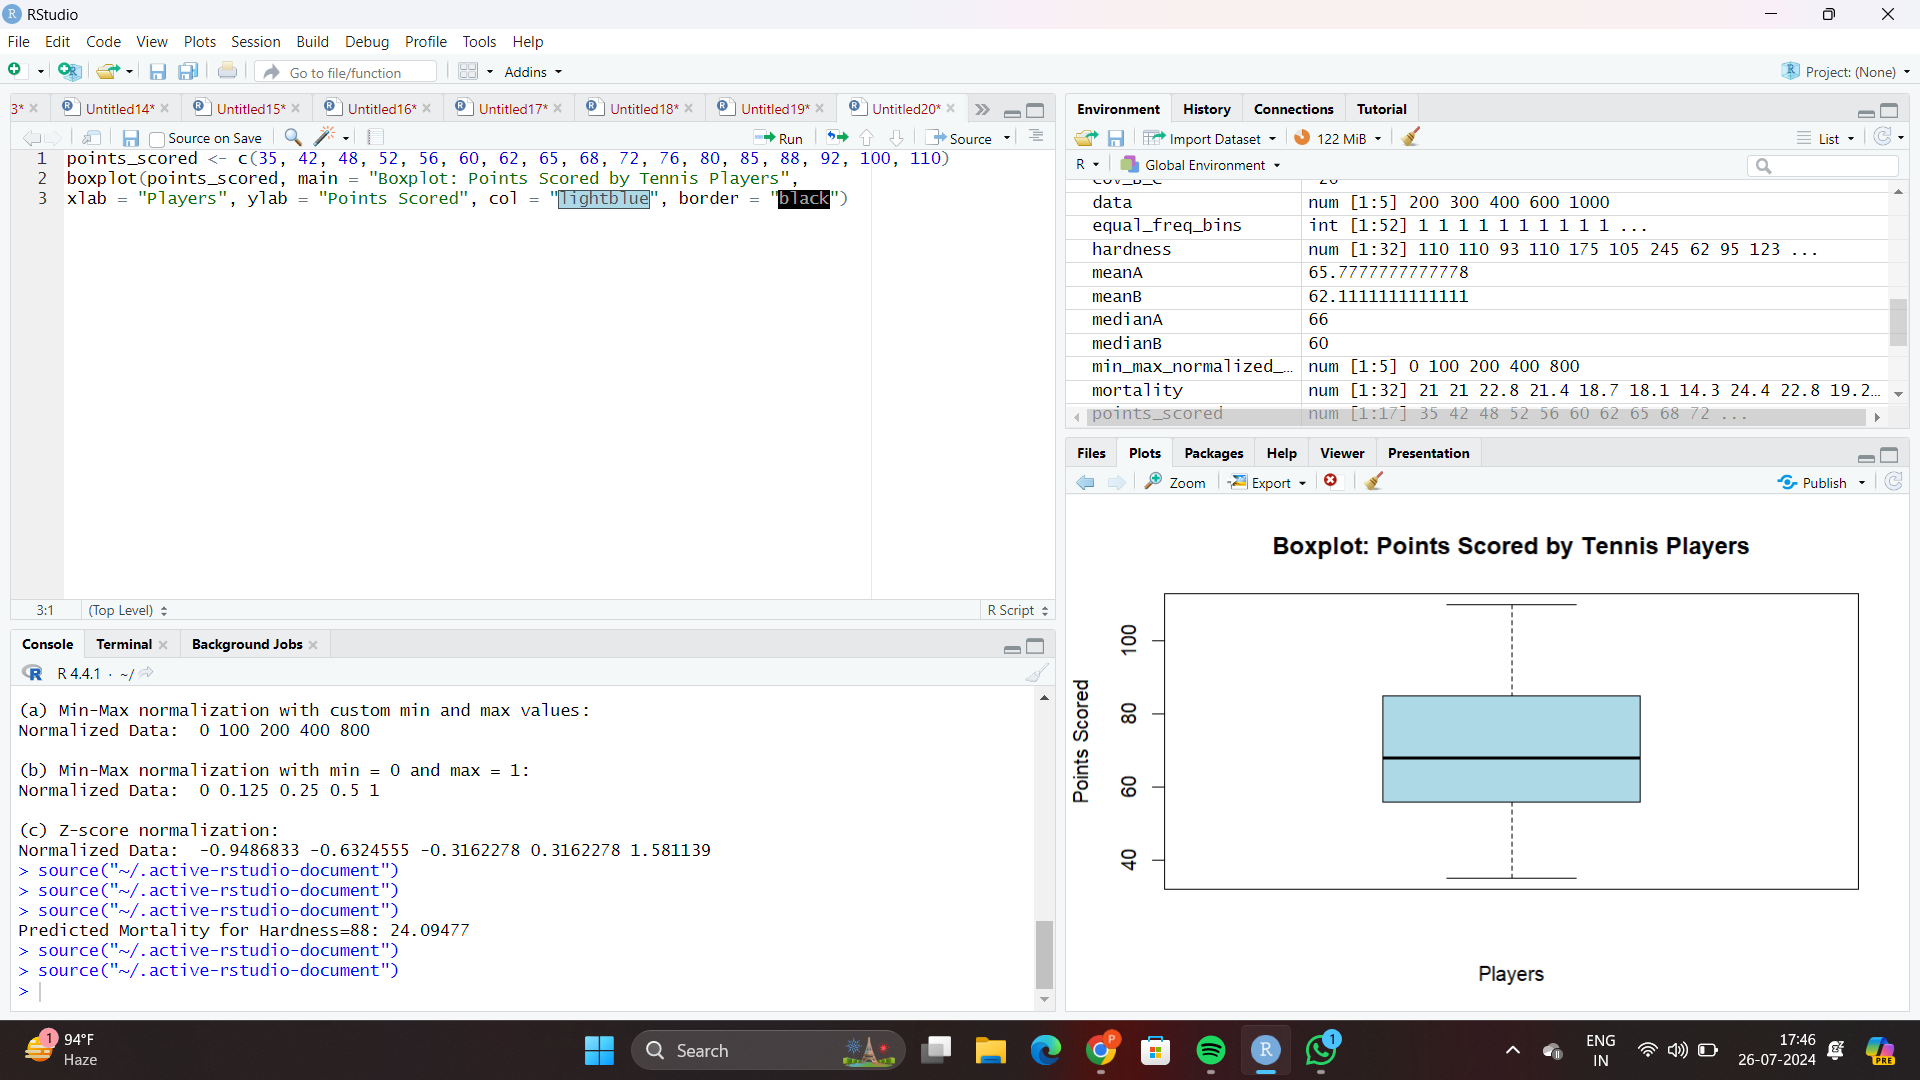 RStudio
File Edit Code View Plots Session Build Debug Profile Tools Help
Go to file/function Addins Project: (None)
3* Untitled14* Untitled15* Untitled16* Untitled17* Untitled18* Untitled19* Untitled20*
Source on Save Run Source
1 points_scored <- c(35, 42, 48, 52, 56, 60, 62, 65, 68, 72, 76, 80, 85, 88, 92, 100, 110)
2 boxplot(points_scored, main = "Boxplot: Points Scored by Tennis Players",
3 xlab = "Players", ylab = "Points Scored", col = "lightblue", border = "black")
3:1 (Top Level) R Script
Console Terminal Background Jobs
R 4.4.1 · ~/
(a) Min-Max normalization with custom min and max values:
Normalized Data:  0 100 200 400 800
(b) Min-Max normalization with min = 0 and max = 1:
Normalized Data:  0 0.125 0.25 0.5 1
(c) Z-score normalization:
Normalized Data:  -0.9486833 -0.6324555 -0.3162278 0.3162278 1.581139
> source("~/.active-rstudio-document")
> source("~/.active-rstudio-document")
> source("~/.active-rstudio-document")
Predicted Mortality for Hardness=88: 24.09477
> source("~/.active-rstudio-document")
> source("~/.active-rstudio-document")
>
Environment History Connections Tutorial
Import Dataset 122 MiB List
R Global Environment
data num [1:5] 200 300 400 600 1000
equal_freq_bins int [1:52] 1 1 1 1 1 1 1 1 1 1 ...
hardness num [1:32] 110 110 93 110 175 105 245 62 95 123 ...
meanA 65.7777777777778
meanB 62.1111111111111
medianA 66
medianB 60
min_max_normalized_… num [1:5] 0 100 200 400 800
mortality num [1:32] 21 21 22.8 21.4 18.7 18.1 14.3 24.4 22.8 19.2…
points_scored num [1:17] 35 42 48 52 56 60 62 65 68 72 ...
Files Plots Packages Help Viewer Presentation
Zoom Export Publish
Boxplot: Points Scored by Tennis Players
Points Scored
100
80
60
40
Players
1 94°F
Haze
Search
P
R
1
ENG
IN
17:46
26-07-2024
PRE